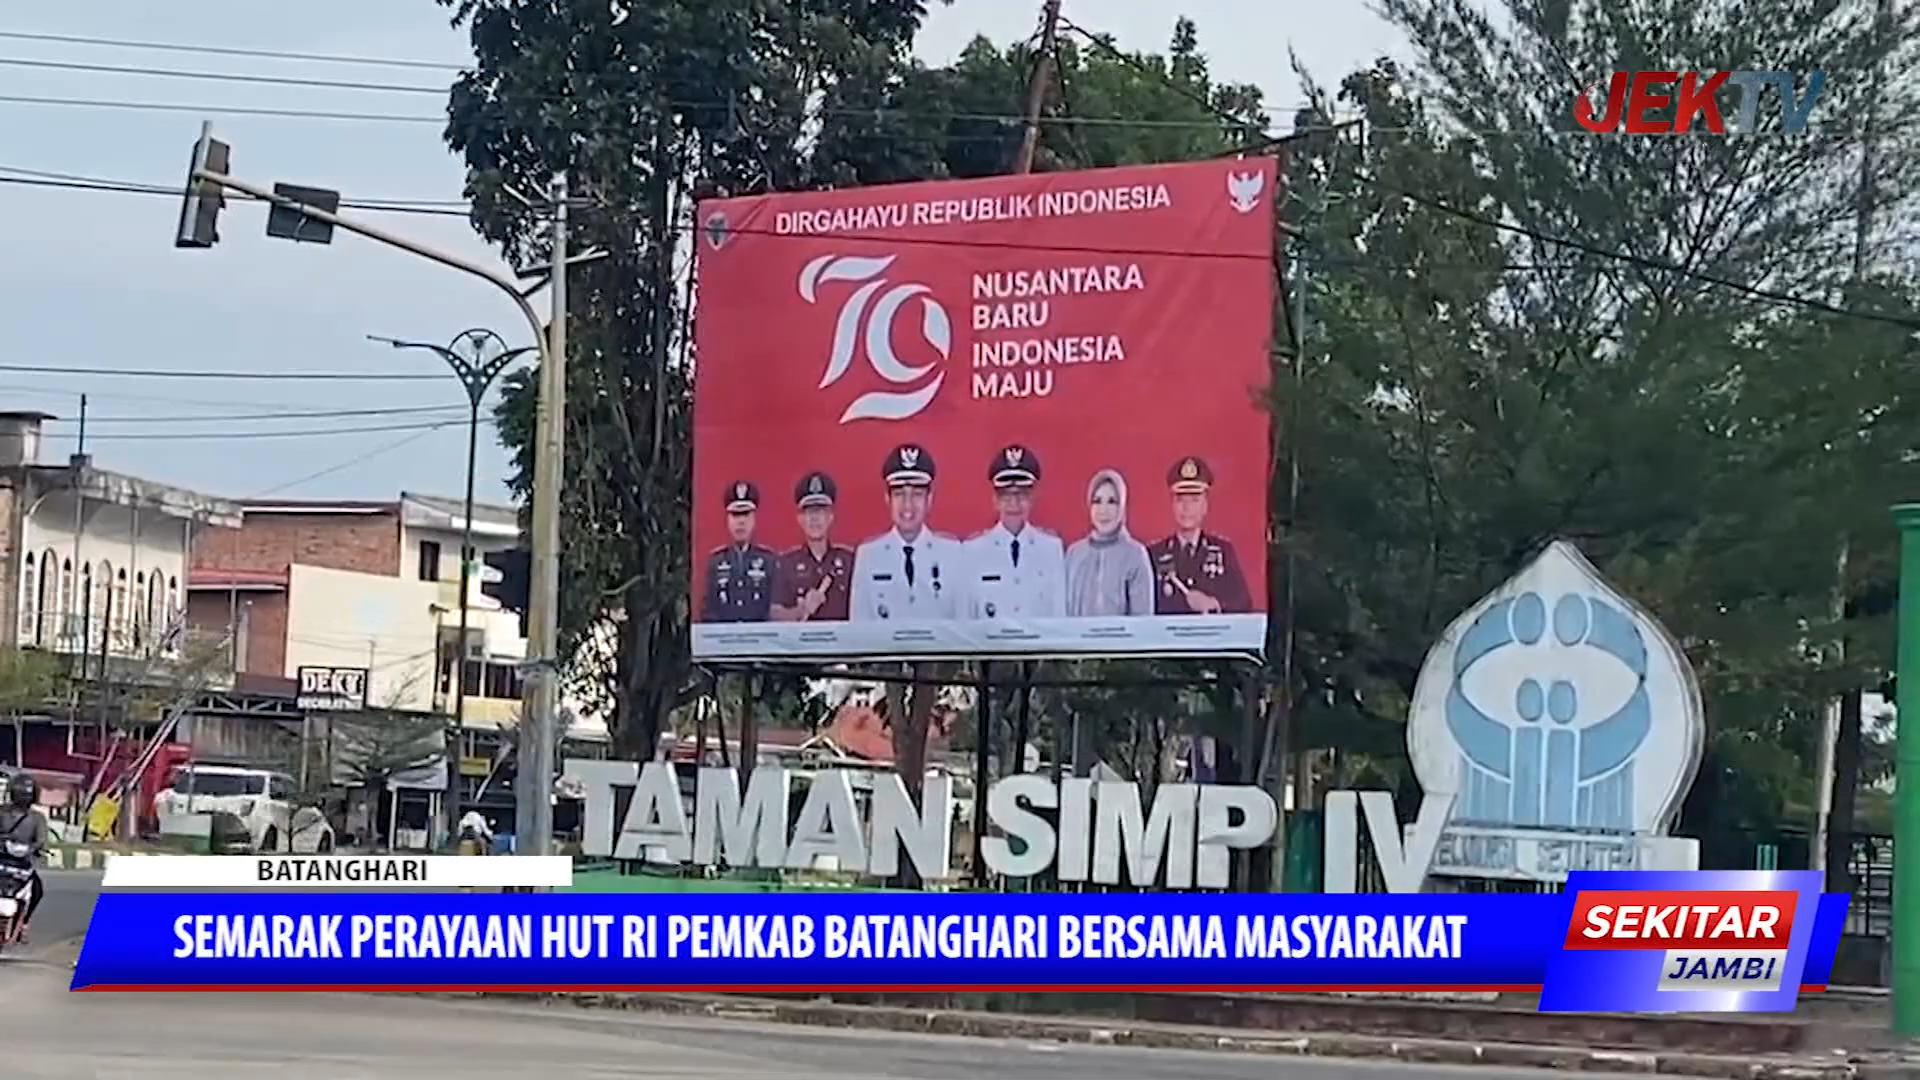 JEKTV
DIRGAHAYU REPUBLIK INDONESIA
79
NUSANTARA
BARU
INDONESIA
MAJU
DEKY
TAMAN SIMP IV
BATANGHARI
SEMARAK PERAYAAN HUT RI PEMKAB BATANGHARI BERSAMA MASYARAKAT
SEKITAR
JAMBI